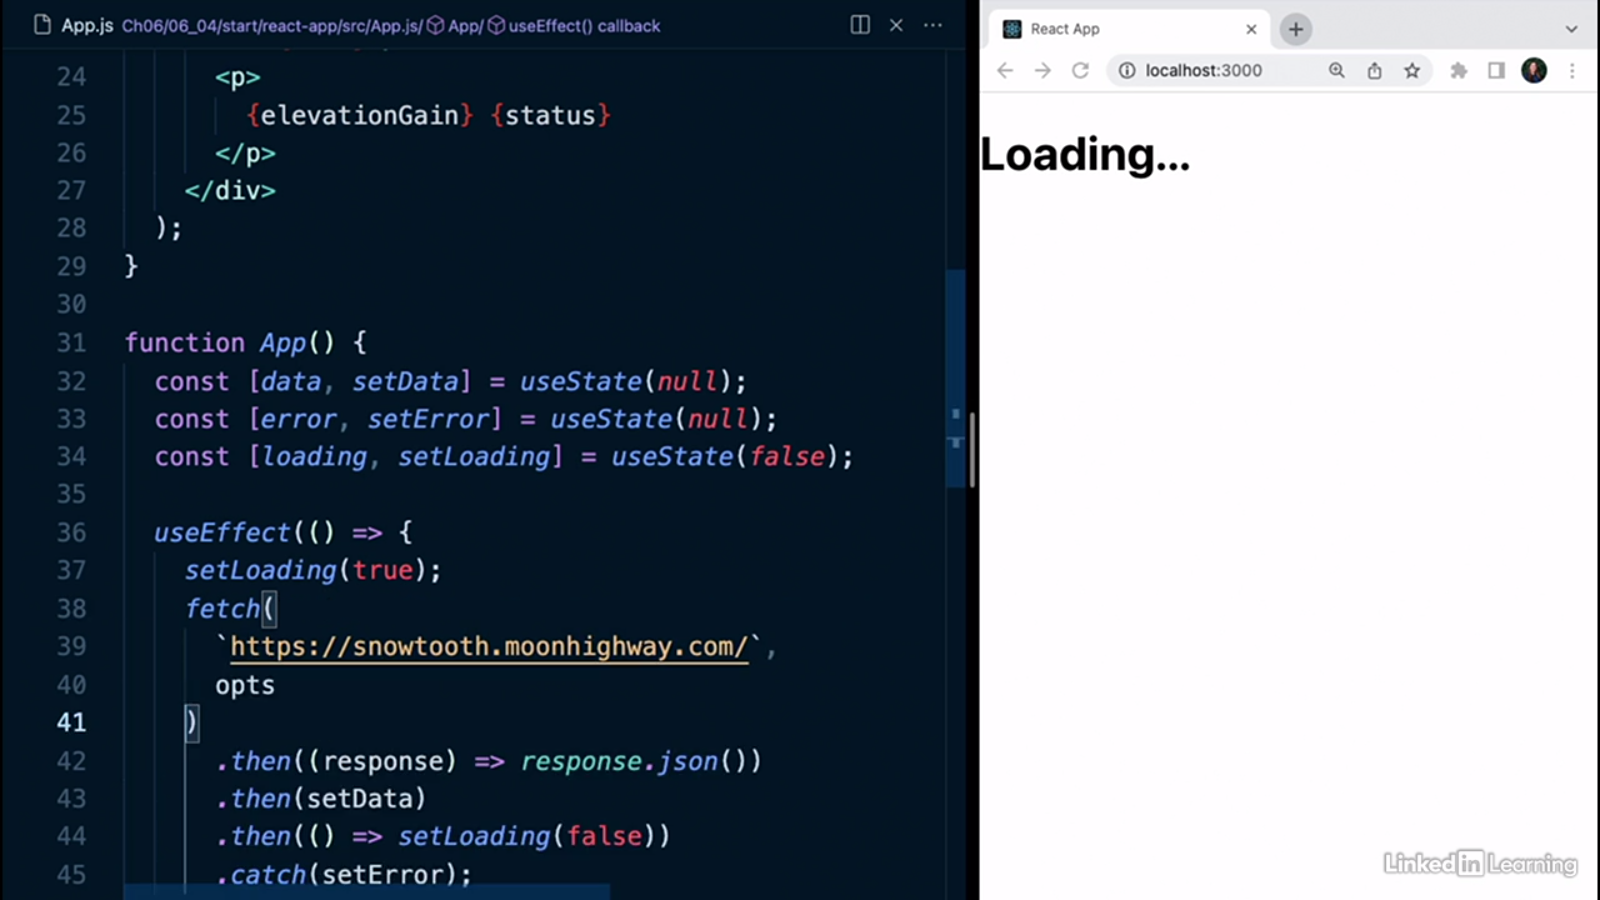 App.js Ch06/06_04/start/react-app/src/App.js/ App/ useEffect() callback
24 <p>
25 {elevationGain} {status}
26 </p>
27 </div>
28 );
29 }
30
31 function App() {
32 const [data, setData] = useState(null);
33 const [error, setError] = useState(null);
34 const [loading, setLoading] = useState(false);
35
36 useEffect(() => {
37 setLoading(true);
38 fetch(
39 `https://snowtooth.moonhighway.com/`,
40 opts
41 )
42 .then((response) => response.json())
43 .then(setData)
44 .then(() => setLoading(false))
45 .catch(setError);
React App
localhost:3000
Loading...
Linked in Learning